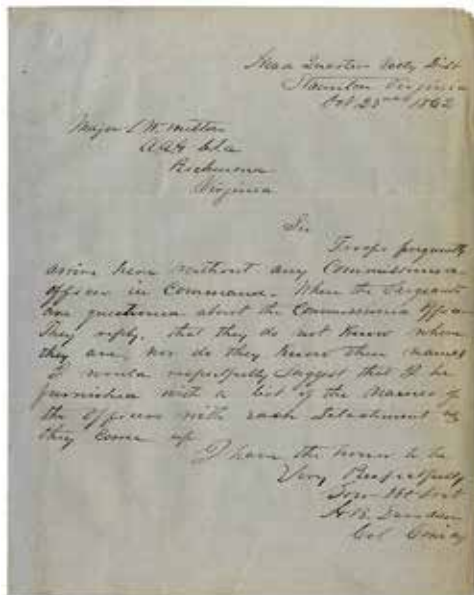 Head Quarters Valley Dist
Staunton Virginia
Oct 23rd 1862
Major
Richmond
Virginia
Sir
Troops frequently
arrive here without any Commissioned
officer in Command. When the Sergeants
are questioned about the Commissioned officers
they reply, that they do not know where
they are, nor do they know their names
I would respectfully suggest that I be
furnished with a list of the names of
the officers with each detachment as
they come up
I have the honor to be
Very Respectfully
Your Obt Svt
Davidson
Col Comdg